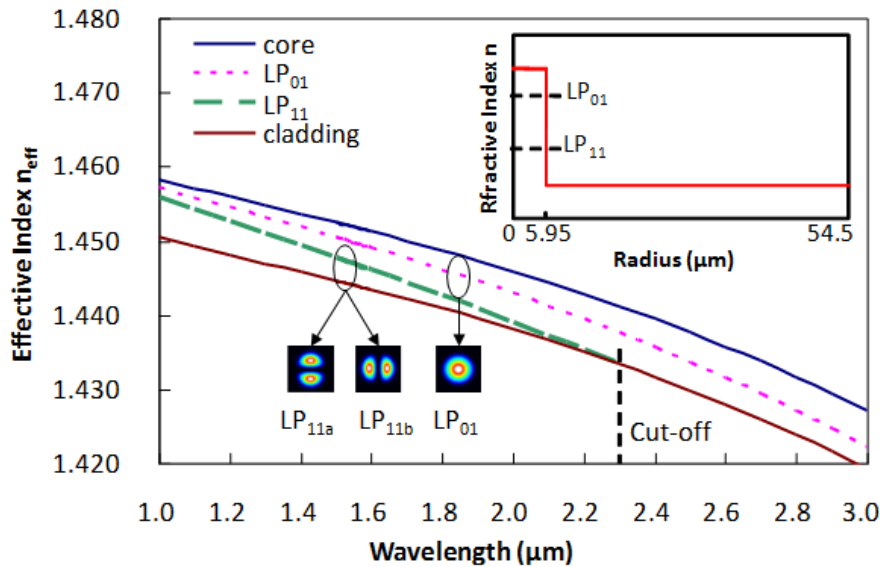 1.480
1.470
1.460
1.450
1.440
1.430
1.420
Effective Index neff
core
LP01
LP11
cladding
Rfractive Index n
LP01
LP11
0 5.95 54.5
Radius (μm)
LP11a LP11b LP01
Cut-off
1.0 1.2 1.4 1.6 1.8 2.0 2.2 2.4 2.6 2.8 3.0
Wavelength (μm)